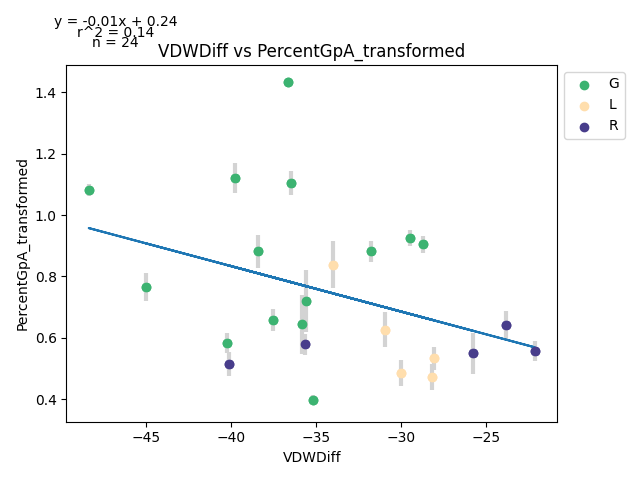 y = -0.01x + 0.24
r^2 = 0.14
n = 24
VDWDiff vs PercentGpA_transformed
G
L
R
PercentGpA_transformed
1.4
1.2
1.0
0.8
0.6
0.4
−45
−40
−35
−30
−25
VDWDiff